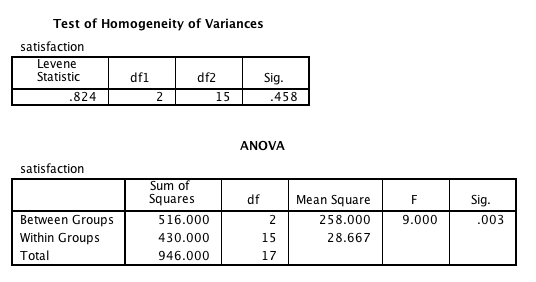 Test of Homogeneity of Variances
satisfaction
Levene Statistic df1 df2 Sig.
.824 2 15 .458
ANOVA
satisfaction
Sum of Squares df Mean Square F Sig.
Between Groups 516.000 2 258.000 9.000 .003
Within Groups 430.000 15 28.667
Total 946.000 17